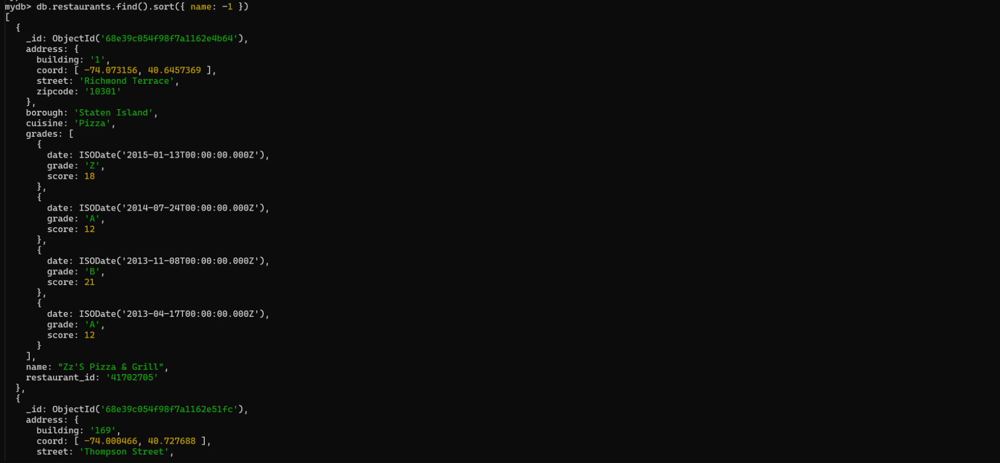 mydb> db.restaurants.find().sort({ name: -1 })
[
  {
    _id: ObjectId('68e39c054f98f7a1162e4b64'),
    address: {
      building: '1',
      coord: [ -74.073156, 40.6457369 ],
      street: 'Richmond Terrace',
      zipcode: '10301'
    },
    borough: 'Staten Island',
    cuisine: 'Pizza',
    grades: [
      {
        date: ISODate('2015-01-13T00:00:00.000Z'),
        grade: 'Z',
        score: 18
      },
      {
        date: ISODate('2014-07-24T00:00:00.000Z'),
        grade: 'A',
        score: 12
      },
      {
        date: ISODate('2013-11-08T00:00:00.000Z'),
        grade: 'B',
        score: 21
      },
      {
        date: ISODate('2013-04-17T00:00:00.000Z'),
        grade: 'A',
        score: 12
      }
    ],
    name: "Zz'S Pizza & Grill",
    restaurant_id: '41702705'
  },
  {
    _id: ObjectId('68e39c054f98f7a1162e51fc'),
    address: {
      building: '169',
      coord: [ -74.000466, 40.727688 ],
      street: 'Thompson Street',